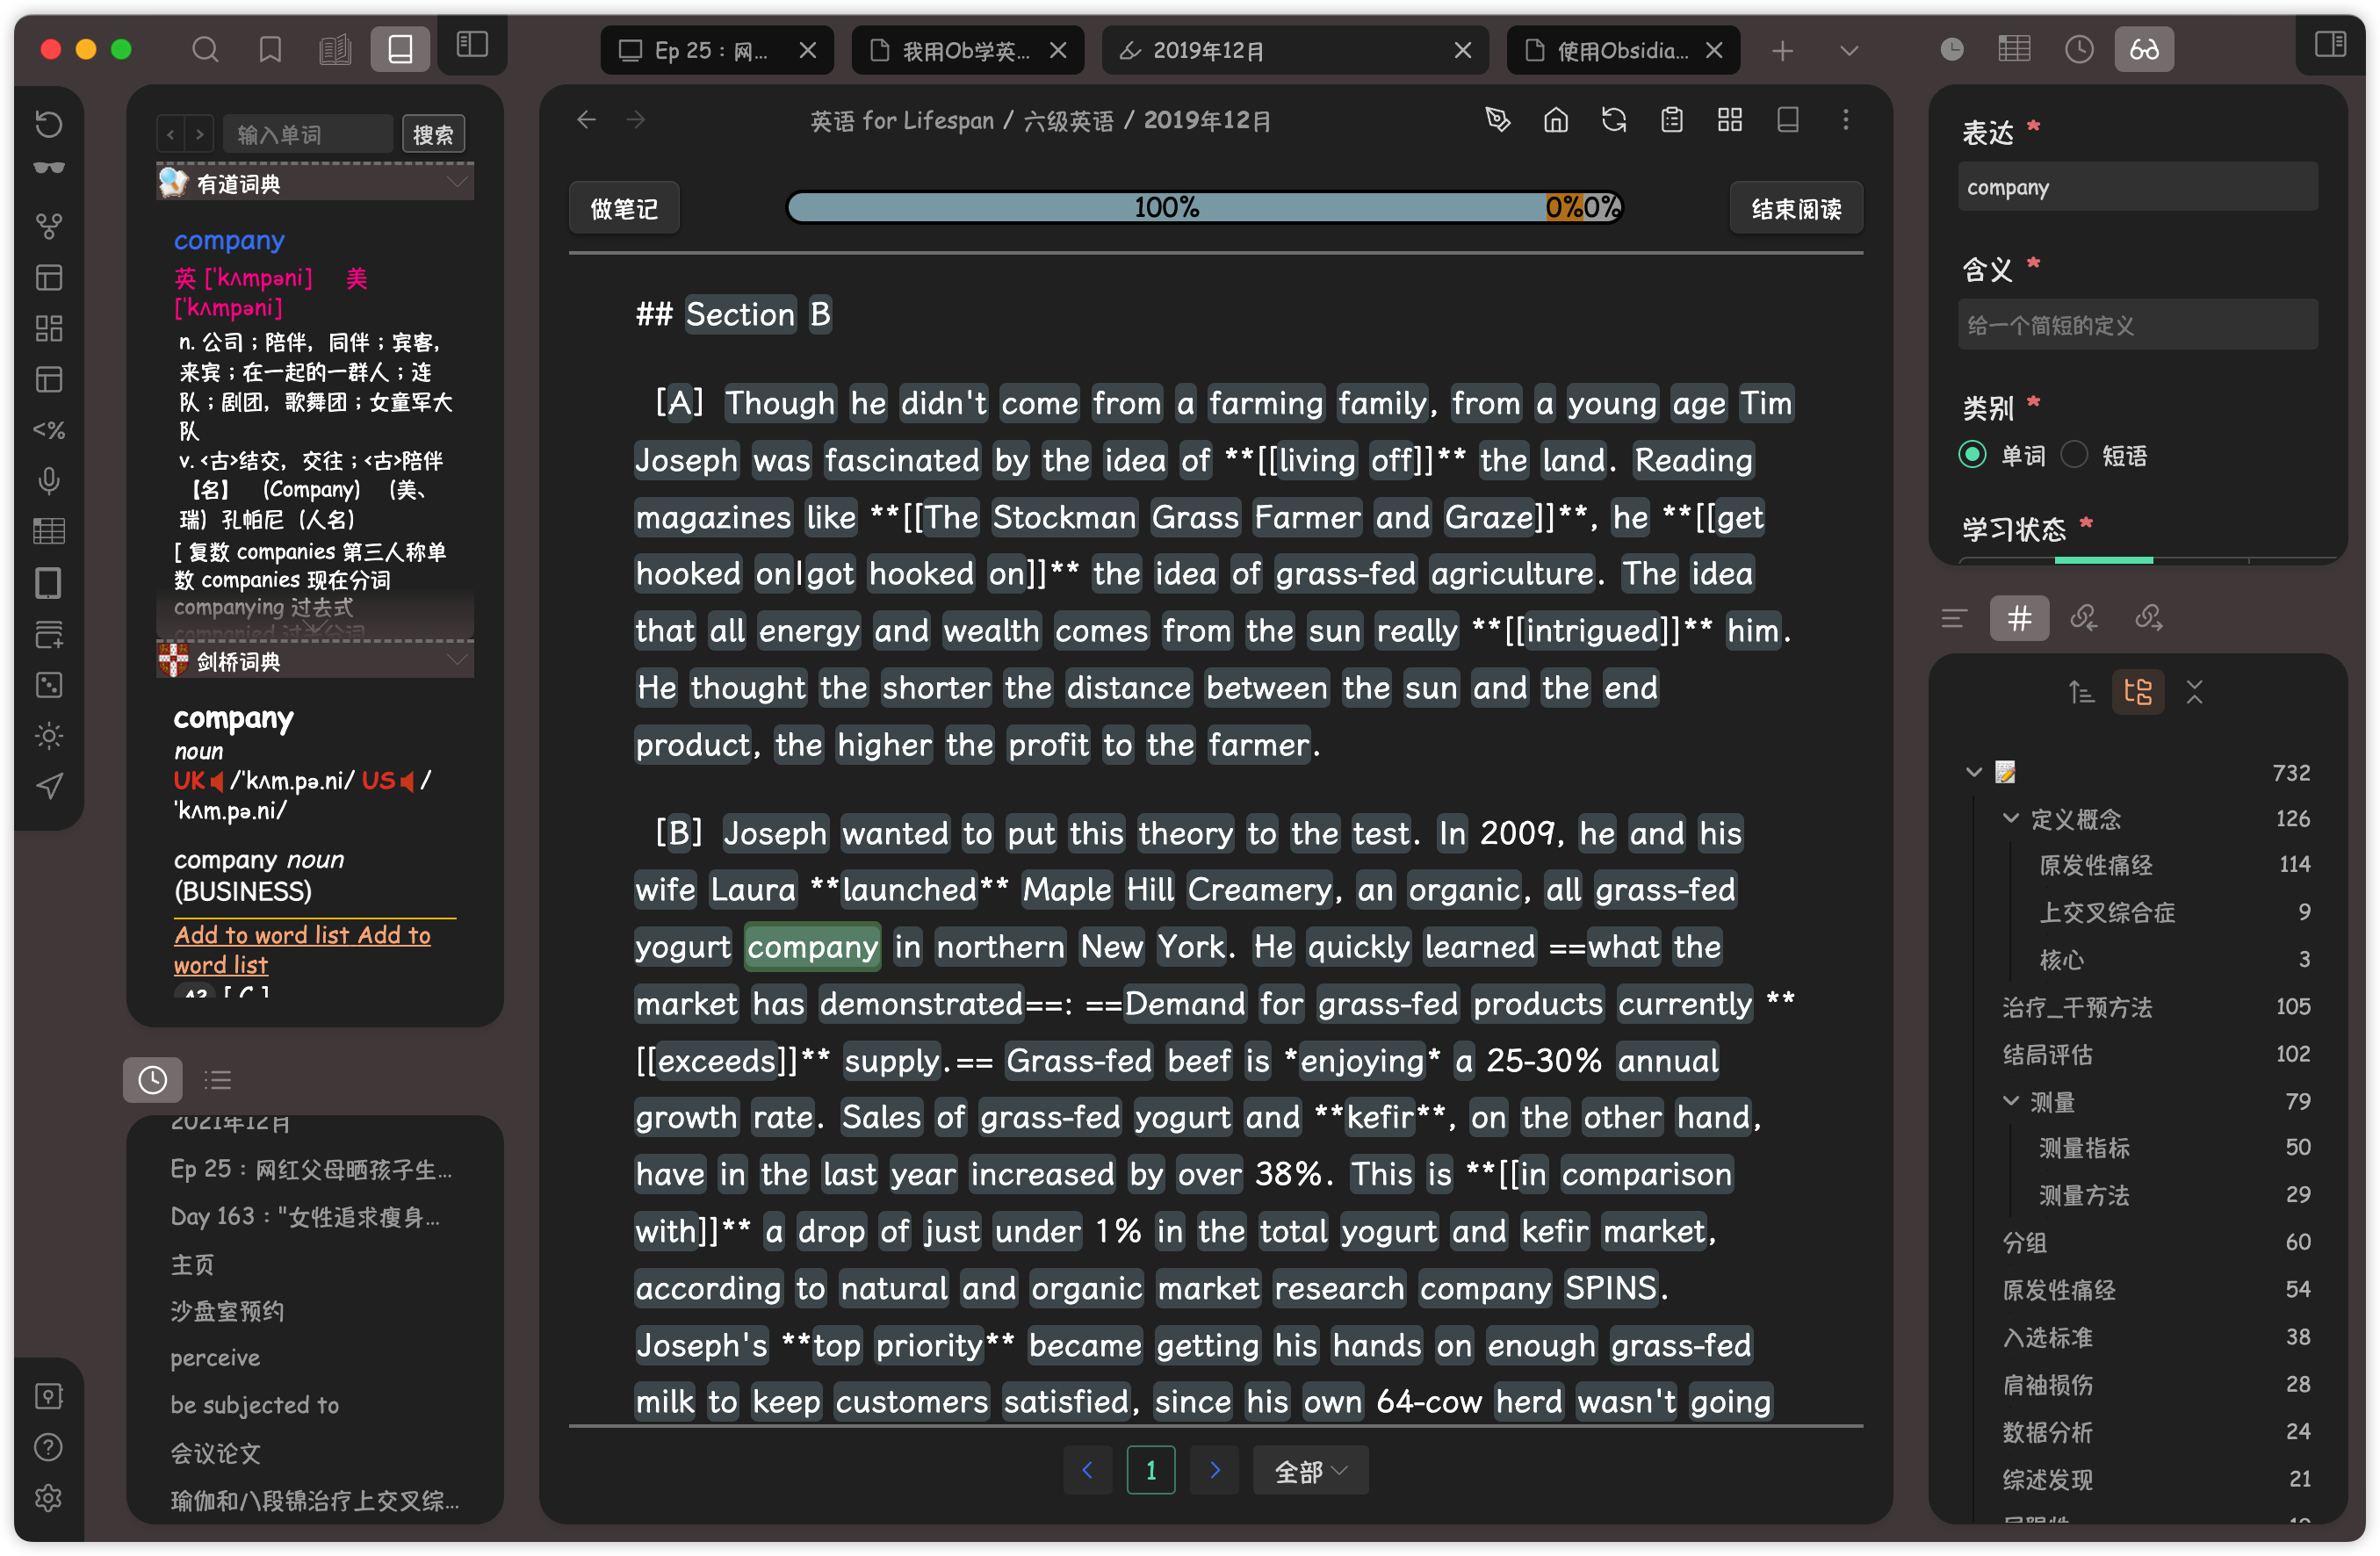 Ep 25：网...
我用Ob学英...
2019年12月
使用Obsidia...
输入单词
搜索
有道词典
company
英 ['kʌmpəni] 美
['kʌmpəni]
n. 公司；陪伴，同伴；宾客，
来宾；在一起的一群人；连
队；剧团，歌舞团；女童军大
队
v. <古>结交，交往；<古>陪伴
【名】 （Company）（美、
瑞）孔帕尼（人名）
[ 复数 companies 第三人称单
数 companies 现在分词
companying 过去式
companied 过去分词
剑桥词典
company
noun
UK /ˈkʌm.pə.ni/ US /
ˈkʌm.pə.ni/
company noun
(BUSINESS)
Add to word list Add to
word list
A2 [ C ]
2021年12月
Ep 25：网红父母晒孩子生...
Day 163："女性追求瘦身...
主页
沙盘室预约
perceive
be subjected to
会议论文
瑜伽和八段锦治疗上交叉综...
英语 for Lifespan / 六级英语 / 2019年12月
做笔记
100%
0%
0%
结束阅读
## Section B
[A] Though he didn't come from a farming family, from a young age Tim
Joseph was fascinated by the idea of **[[living off]]** the land. Reading
magazines like **[[The Stockman Grass Farmer and Graze]]**, he **[[get
hooked on|got hooked on]]** the idea of grass-fed agriculture. The idea
that all energy and wealth comes from the sun really **[[intrigued]]** him.
He thought the shorter the distance between the sun and the end
product, the higher the profit to the farmer.
[B] Joseph wanted to put this theory to the test. In 2009, he and his
wife Laura **launched** Maple Hill Creamery, an organic, all grass-fed
yogurt company in northern New York. He quickly learned ==what the
market has demonstrated==: ==Demand for grass-fed products currently **
[[exceeds]]** supply.== Grass-fed beef is *enjoying* a 25-30% annual
growth rate. Sales of grass-fed yogurt and **kefir**, on the other hand,
have in the last year increased by over 38%. This is **[[in comparison
with]]** a drop of just under 1% in the total yogurt and kefir market,
according to natural and organic market research company SPINS.
Joseph's **top priority** became getting his hands on enough grass-fed
milk to keep customers satisfied, since his own 64-cow herd wasn't going
1
全部
表达 *
company
含义 *
给一个简短的定义
类别 *
单词 短语
学习状态 *
732
定义概念 126
原发性痛经 114
上交叉综合症 9
核心 3
治疗_干预方法 105
结局评估 102
测量 79
测量指标 50
测量方法 29
分组 60
原发性痛经 54
入选标准 38
肩袖损伤 28
数据分析 24
综述发现 21
<%